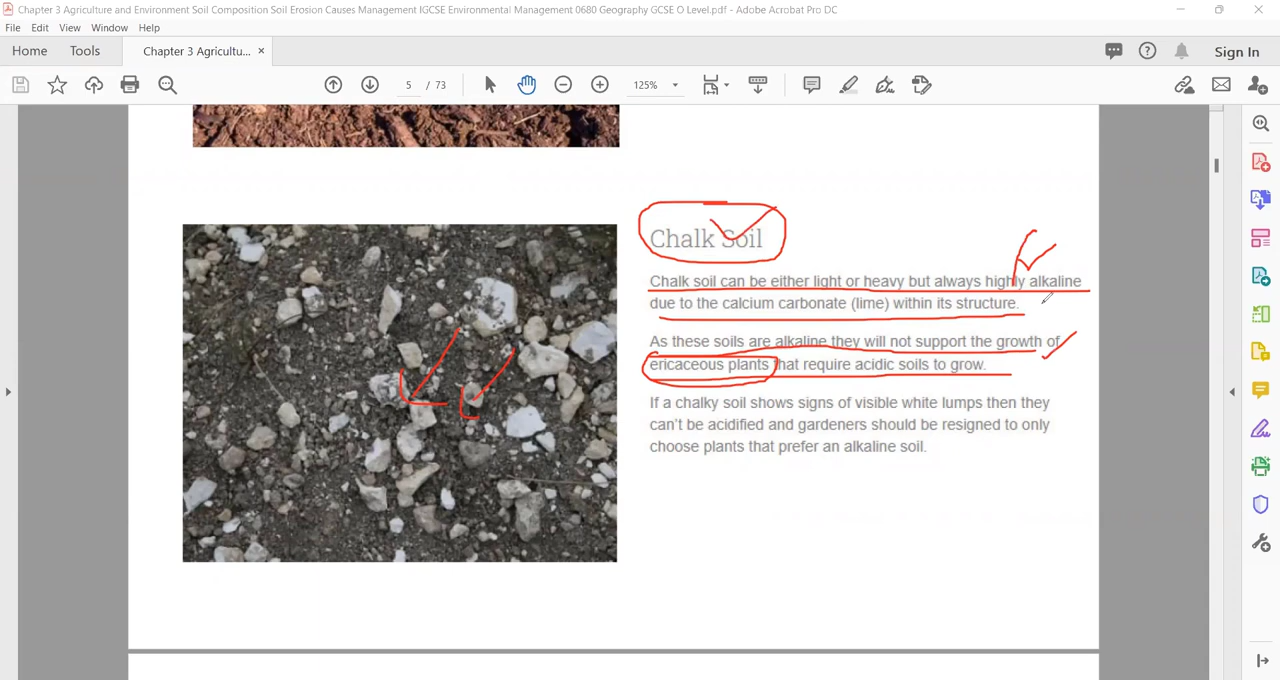 Chapter 3 Agriculture and Environment Soil Composition Soil Erosion Causes Management IGCSE Environmental Management 0680 Geography GCSE O Level.pdf - Adobe Acrobat Pro DC
File Edit View Window Help
Home Tools Chapter 3 Agricultu... × Sign In
5 / 73 125%
Chalk Soil
Chalk soil can be either light or heavy but always highly alkaline
due to the calcium carbonate (lime) within its structure.
As these soils are alkaline they will not support the growth of
ericaceous plants that require acidic soils to grow.
If a chalky soil shows signs of visible white lumps then they
can't be acidified and gardeners should be resigned to only
choose plants that prefer an alkaline soil.